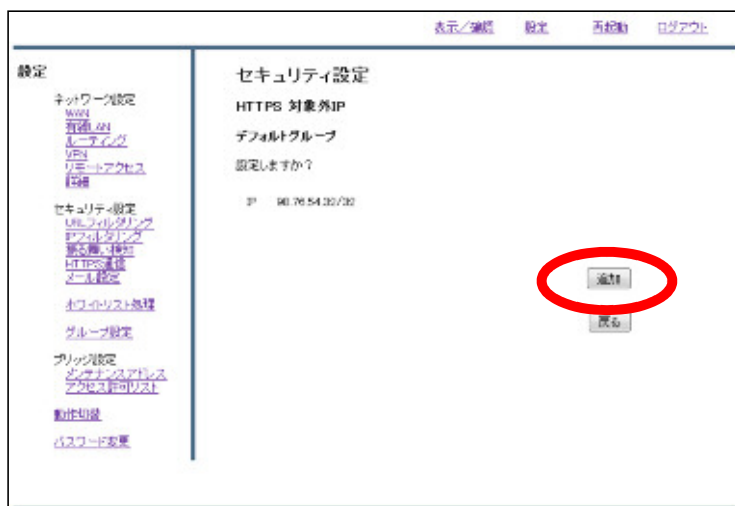 表示／確認 設定 再起動 ログアウト
設定
ネットワーク設定
WAN
有線LAN
ルーティング
VPN
リモートアクセス
詳細
セキュリティ設定
URLフィルタリング
IPフィルタリング
振る舞い検知
HTTPS通信
メール設定
ホワイトリスト処理
グループ設定
ブリッジ設定
メンテナンスアドレス
アクセス許可リスト
動作切替
パスワード変更
セキュリティ設定
HTTPS 対象外IP
デフォルトグループ
設定しますか？
IP 98.76.54.32/32
追加
戻る